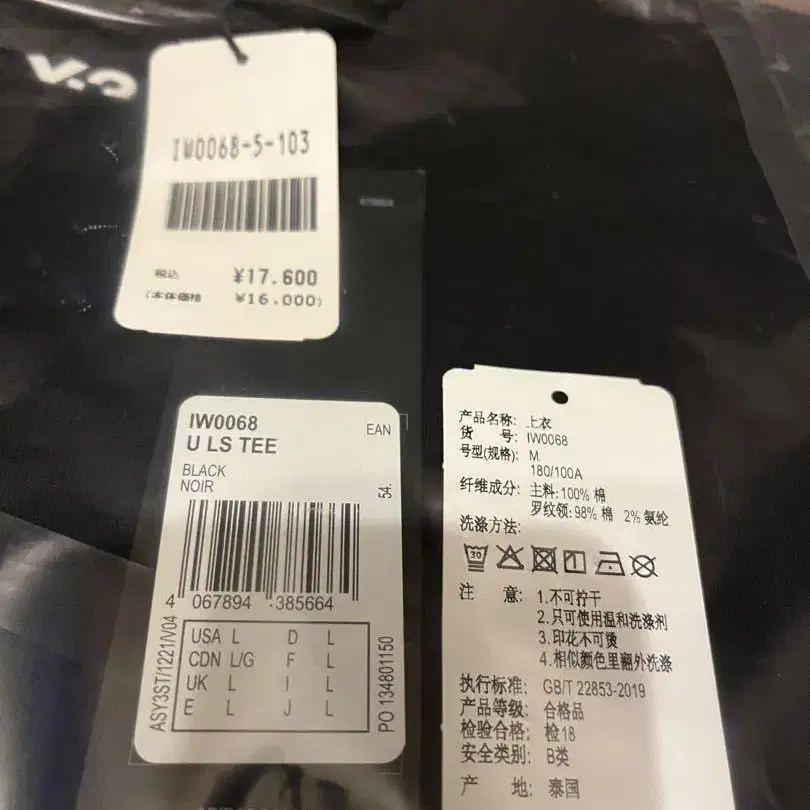 IW0068-5-103
税込 ¥17.600
(本体価格 ¥16.000)
IW0068
U LS TEE
EAN
BLACK
NOIR
54.
4 067894 385664
USA L D L
CDN L/G F L
UK L I L
E L J L
ASY3ST/1221/V04
PO 134801150
产品名称: 上衣
货 号: IW0068
号型(规格): M
180/100A
纤维成分: 主料:100% 棉
罗纹领:98% 棉 2% 氨纶
洗涤方法:
30
注 意: 1.不可拧干
2.只可使用温和洗涤剂
3.印花不可烫
4.相似颜色里翻外洗涤
执行标准: GB/T 22853-2019
产品等级: 合格品
检验合格: 检18
安全类别: B类
产 地: 泰国